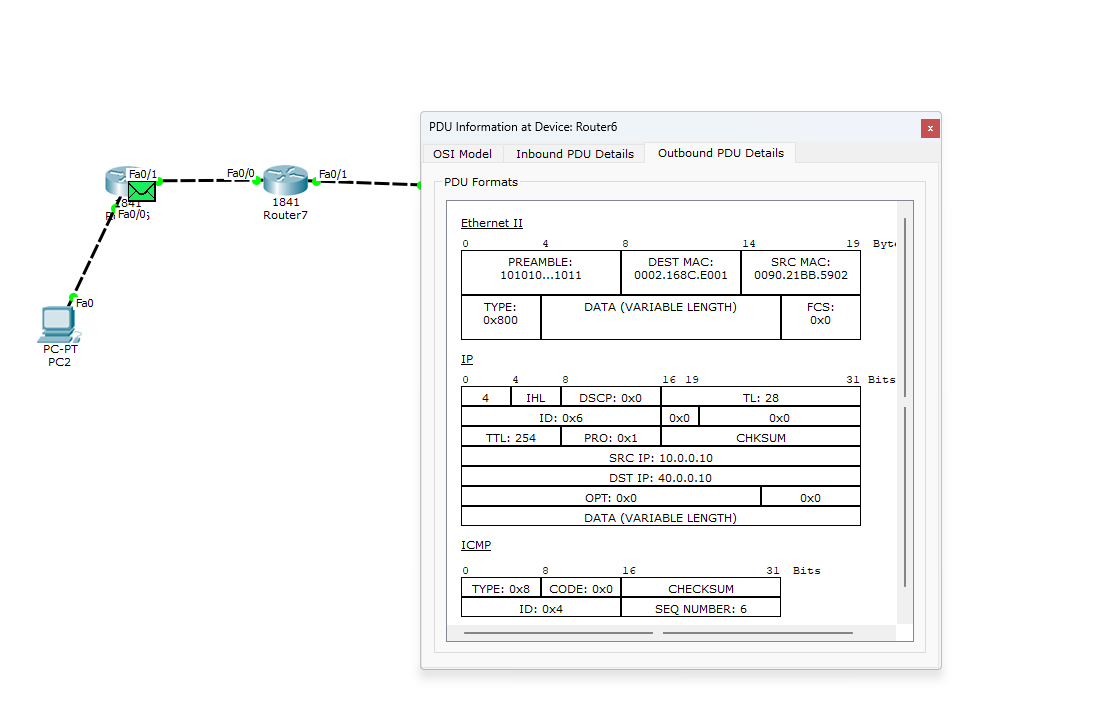 PDU Information at Device: Router6
x
OSI Model Inbound PDU Details Outbound PDU Details
PDU Formats
Ethernet II
0 4 8 14 19
PREAMBLE: DEST MAC: SRC MAC:
101010...1011 0002.168C.E001 0090.21BB.5902
TYPE: DATA (VARIABLE LENGTH) FCS:
0x800 0x0
IP
0 4 8 16 19 31 Bits
4 IHL DSCP: 0x0 TL: 28
ID: 0x6 0x0 0x0
TTL: 254 PRO: 0x1 CHKSUM
SRC IP: 10.0.0.10
DST IP: 40.0.0.10
OPT: 0x0 0x0
DATA (VARIABLE LENGTH)
ICMP
0 8 16 31 Bits
TYPE: 0x8 CODE: 0x0 CHECKSUM
ID: 0x4 SEQ NUMBER: 6
Fa0/1
1841
Fa0/0
Fa0/0
Fa0/1
1841
Router7
Fa0
PC-PT
PC2